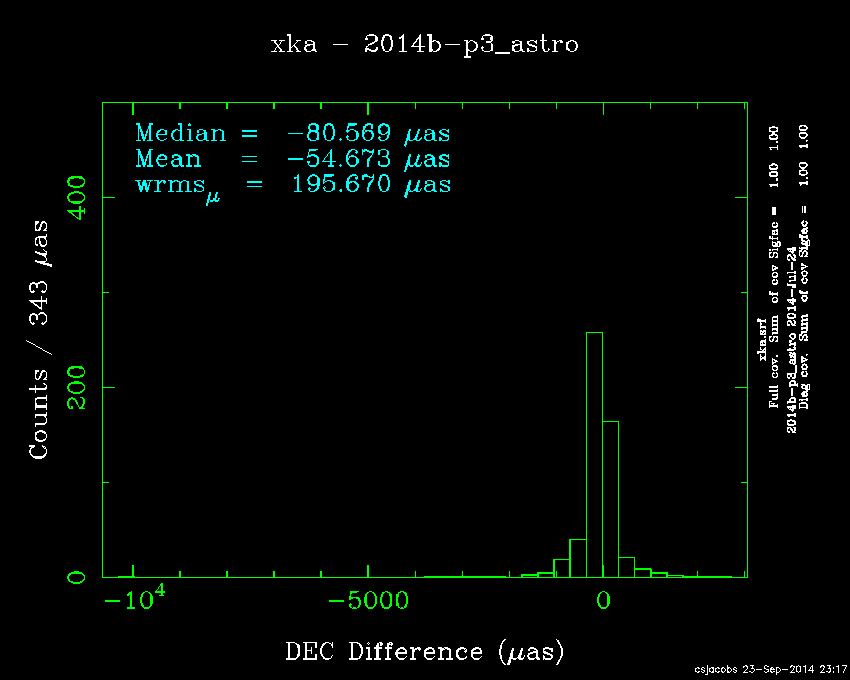 xka − 2014b−p3_astro
Median = −80.569 μas
Mean = −54.673 μas
wrmsμ = 195.670 μas
Counts / 343 μas
400
200
0
−10⁴
−5000
0
DEC Difference (μas)
xka.srf
Full cov. Sum of cov Sigfac = 1.00 1.00
2014b−p3_astro 2014−Jul−24
Diag cov. Sum of cov Sigfac = 1.00 1.00
csjacobs 23−Sep−2014 23:17